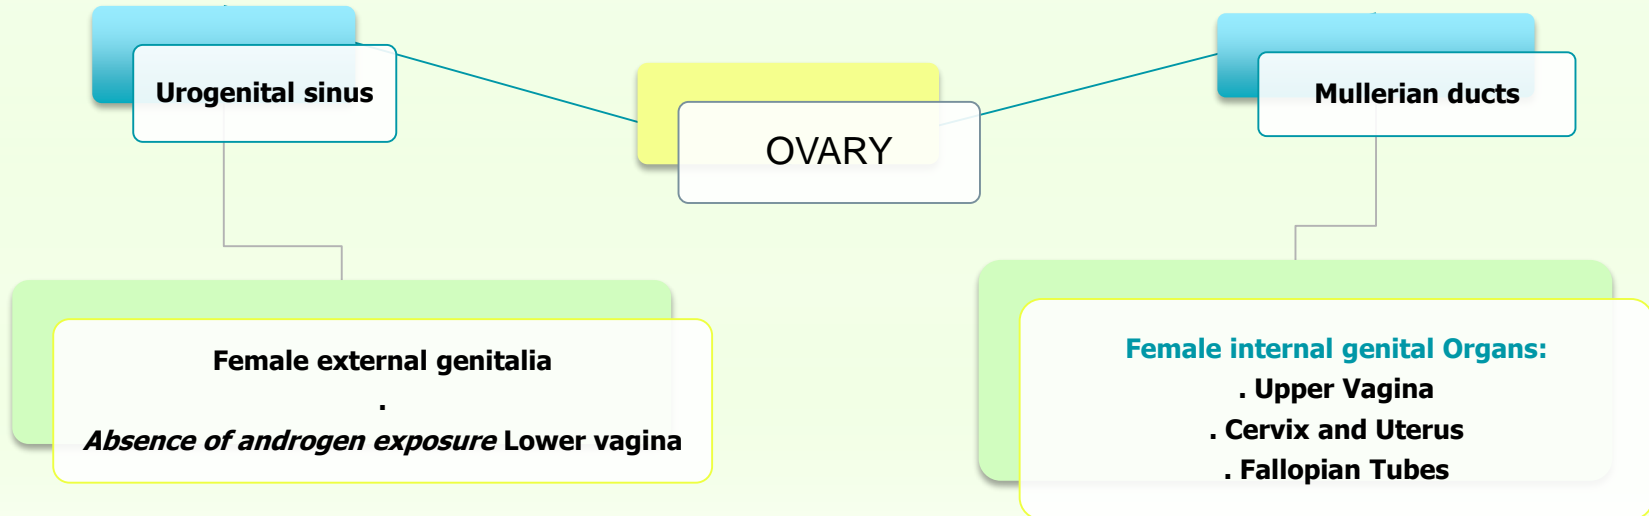 Urogenital sinus
OVARY
Mullerian ducts
Female external genitalia
.
Absence of androgen exposure Lower vagina
Female internal genital Organs:
. Upper Vagina
. Cervix and Uterus
. Fallopian Tubes